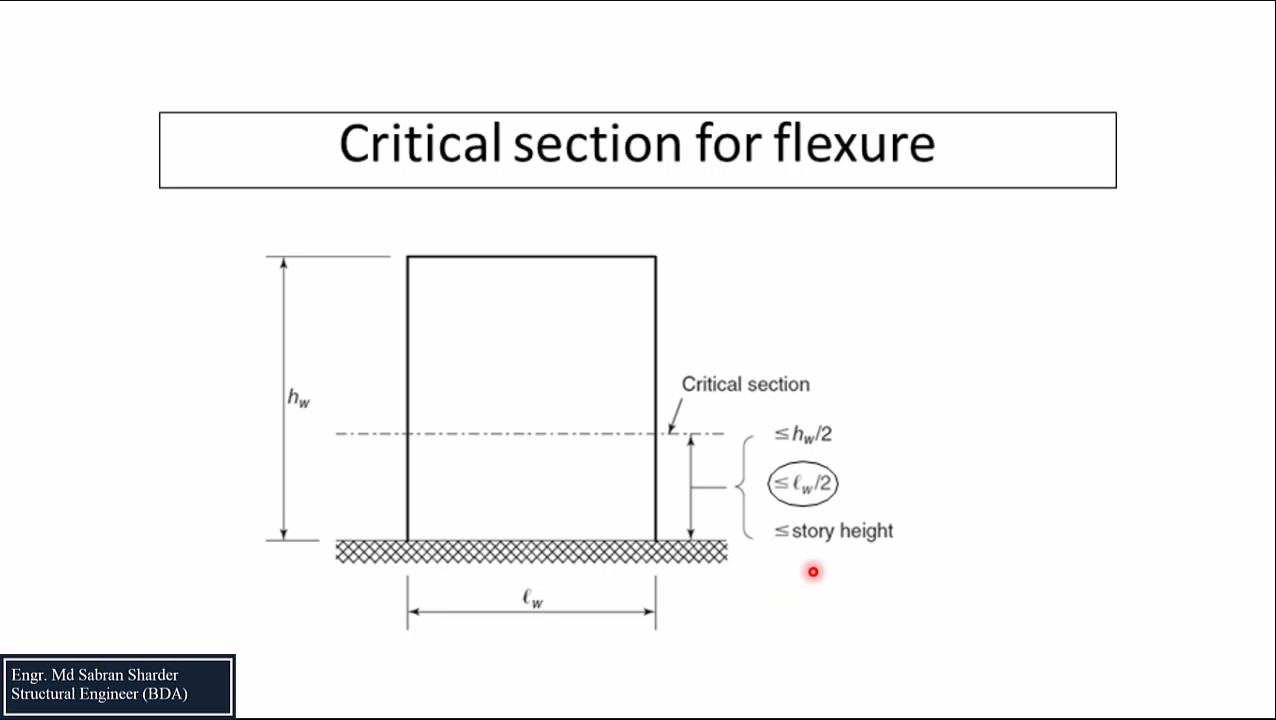 Critical section for flexure
Critical section
hw
≤ hw/2
≤ ℓw/2
≤ story height
ℓw
Engr. Md Sabran Sharder
Structural Engineer (BDA)